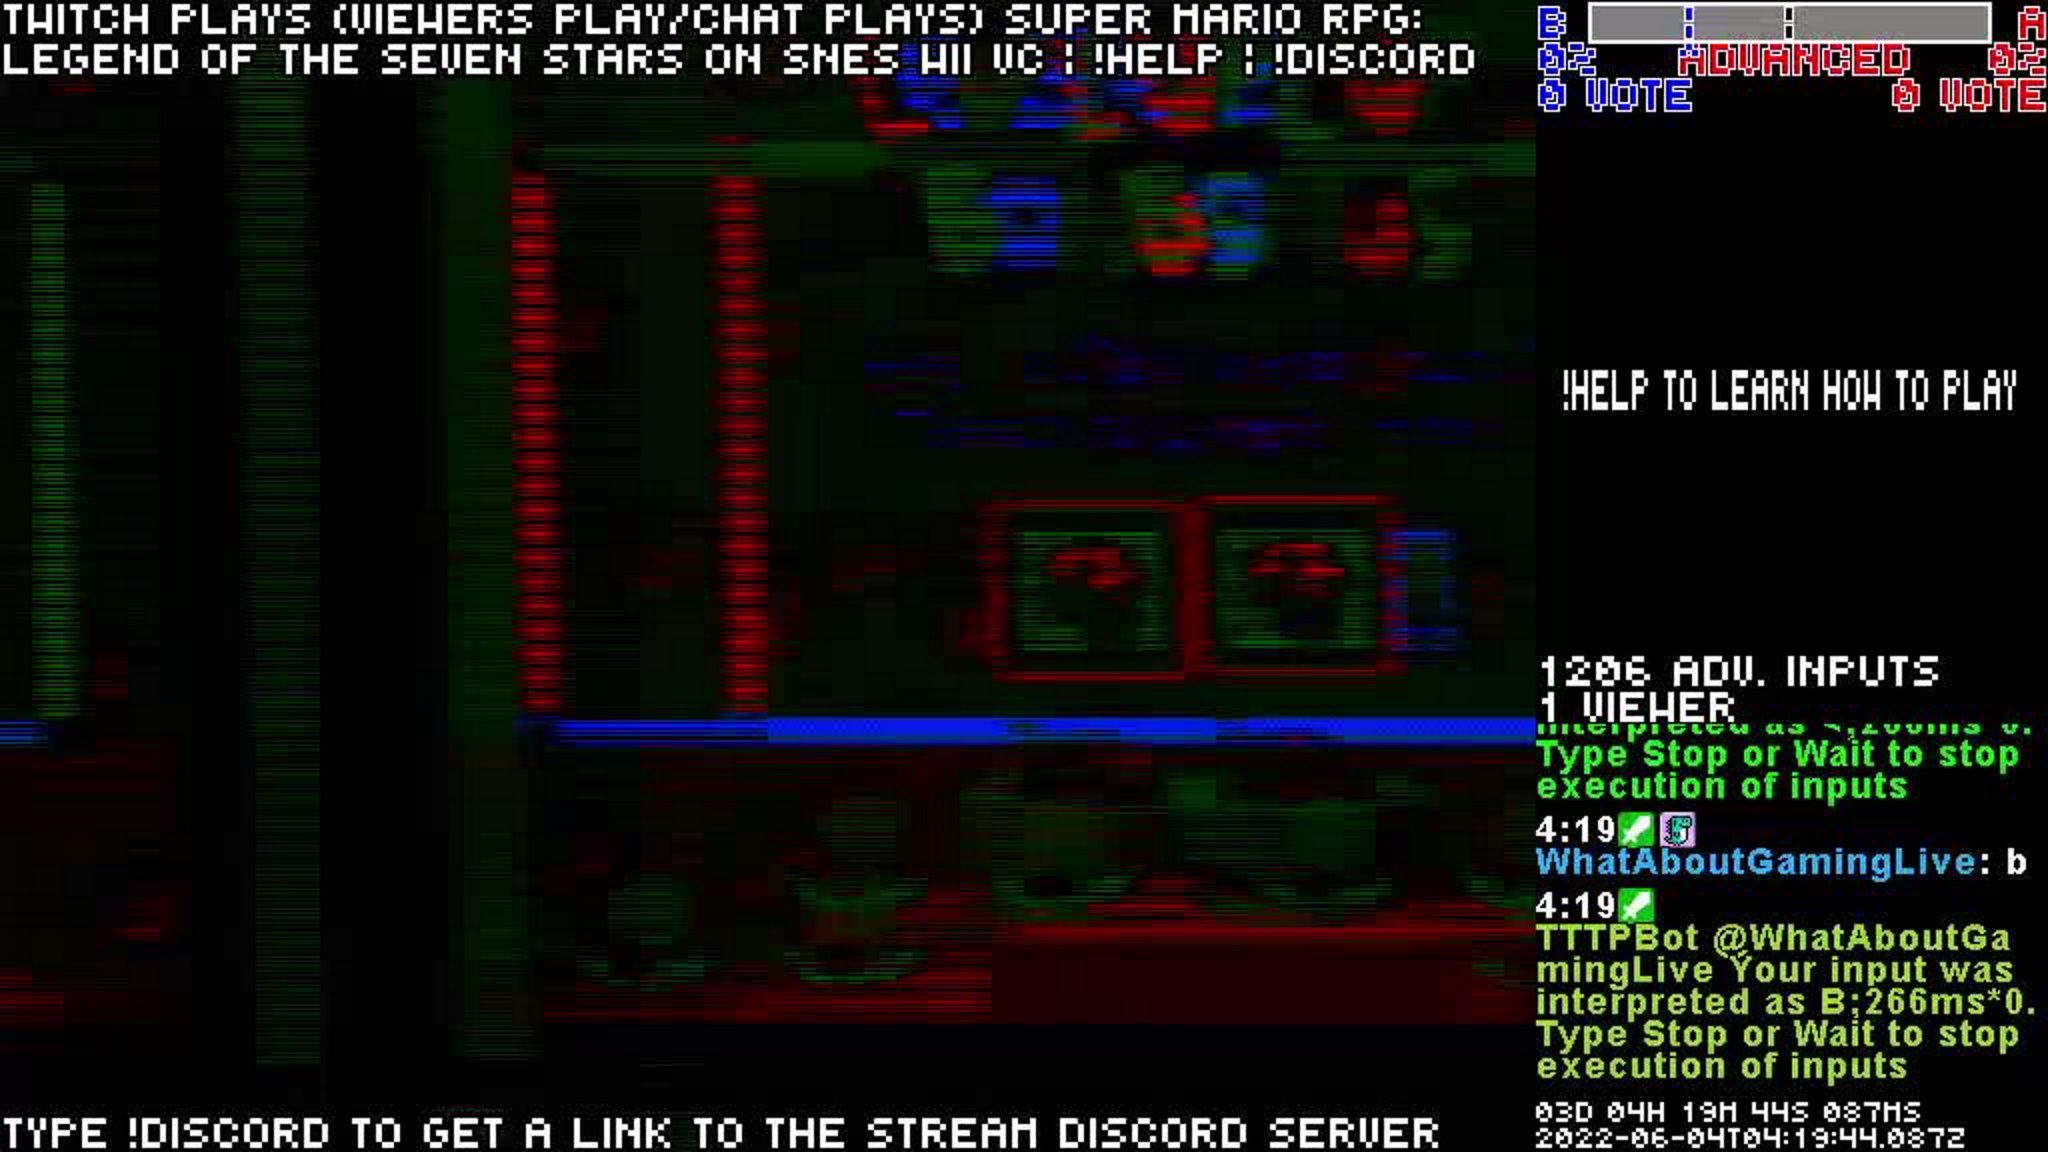 TWITCH PLAYS (VIEWERS PLAY/CHAT PLAYS) SUPER MARIO RPG:
LEGEND OF THE SEVEN STARS ON SNES WII VC | !HELP | !DISCORD
B A
0% ADVANCED 0%
0 VOTE 0 VOTE
!HELP TO LEARN HOW TO PLAY
1206 ADV. INPUTS
1 VIEWER
interpreted as
Type Stop or Wait to stop
execution of inputs
4:19
WhatAboutGamingLive: b
4:19
TTTPBot @WhatAboutGa
mingLive Your input was
interpreted as B;266ms*0.
Type Stop or Wait to stop
execution of inputs
03D 04H 19M 44S 087MS
2022-06-04T04:19:44.087Z
TYPE !DISCORD TO GET A LINK TO THE STREAM DISCORD SERVER